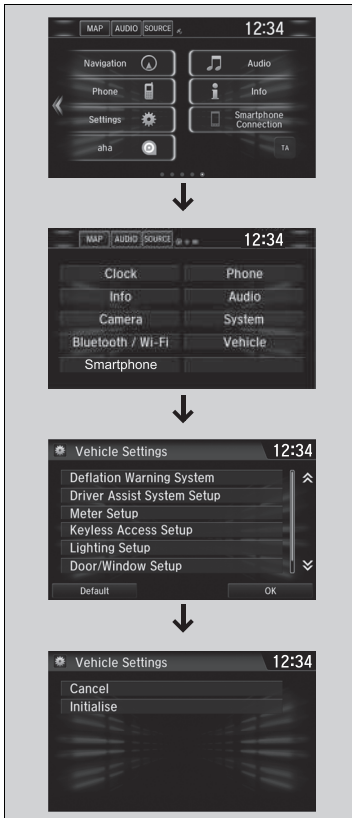 MAP AUDIO SOURCE 12:34
Navigation Audio
Phone Info
Settings Smartphone
Connection
aha TA
MAP AUDIO SOURCE 12:34
Clock Phone
Info Audio
Camera System
Bluetooth / Wi-Fi Vehicle
Smartphone
Vehicle Settings 12:34
Deflation Warning System
Driver Assist System Setup
Meter Setup
Keyless Access Setup
Lighting Setup
Door/Window Setup
Default OK
Vehicle Settings 12:34
Cancel
Initialise